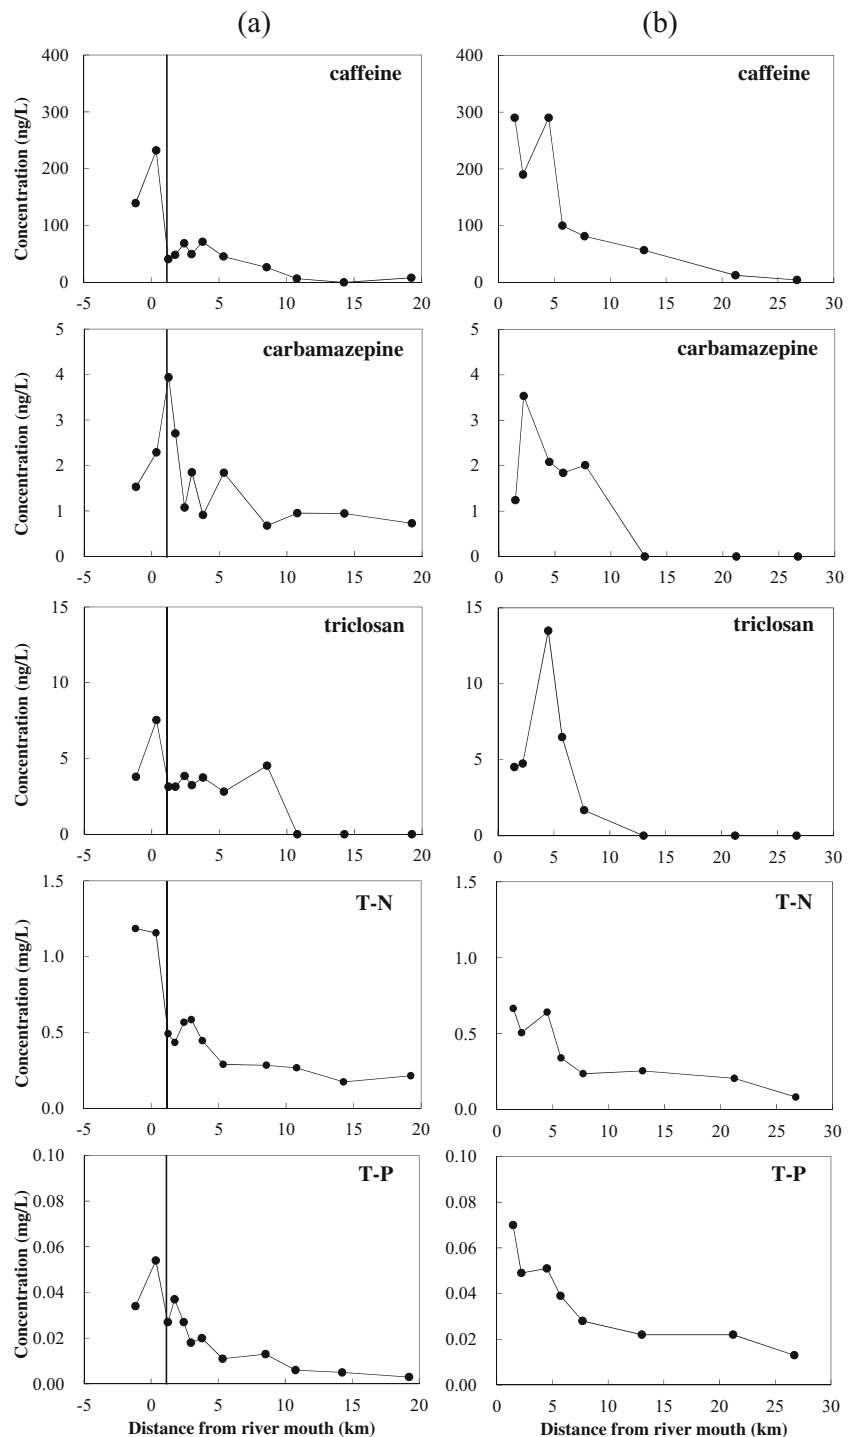 (a) (b)
400
300
200
100
0
-5 0 5 10 15 20
Concentration (ng/L)
caffeine
400
300
200
100
0
0 5 10 15 20 25 30
caffeine
5
4
3
2
1
0
-5 0 5 10 15 20
Concentration (ng/L)
carbamazepine
5
4
3
2
1
0
0 5 10 15 20 25 30
carbamazepine
15
10
5
0
-5 0 5 10 15 20
Concentration (ng/L)
triclosan
15
10
5
0
0 5 10 15 20 25 30
triclosan
1.5
1.0
0.5
0.0
-5 0 5 10 15 20
Concentration (mg/L)
T-N
1.5
1.0
0.5
0.0
0 5 10 15 20 25 30
T-N
0.10
0.08
0.06
0.04
0.02
0.00
-5 0 5 10 15 20
Concentration (mg/L)
T-P
Distance from river mouth (km)
0.10
0.08
0.06
0.04
0.02
0.00
0 5 10 15 20 25 30
T-P
Distance from river mouth (km)